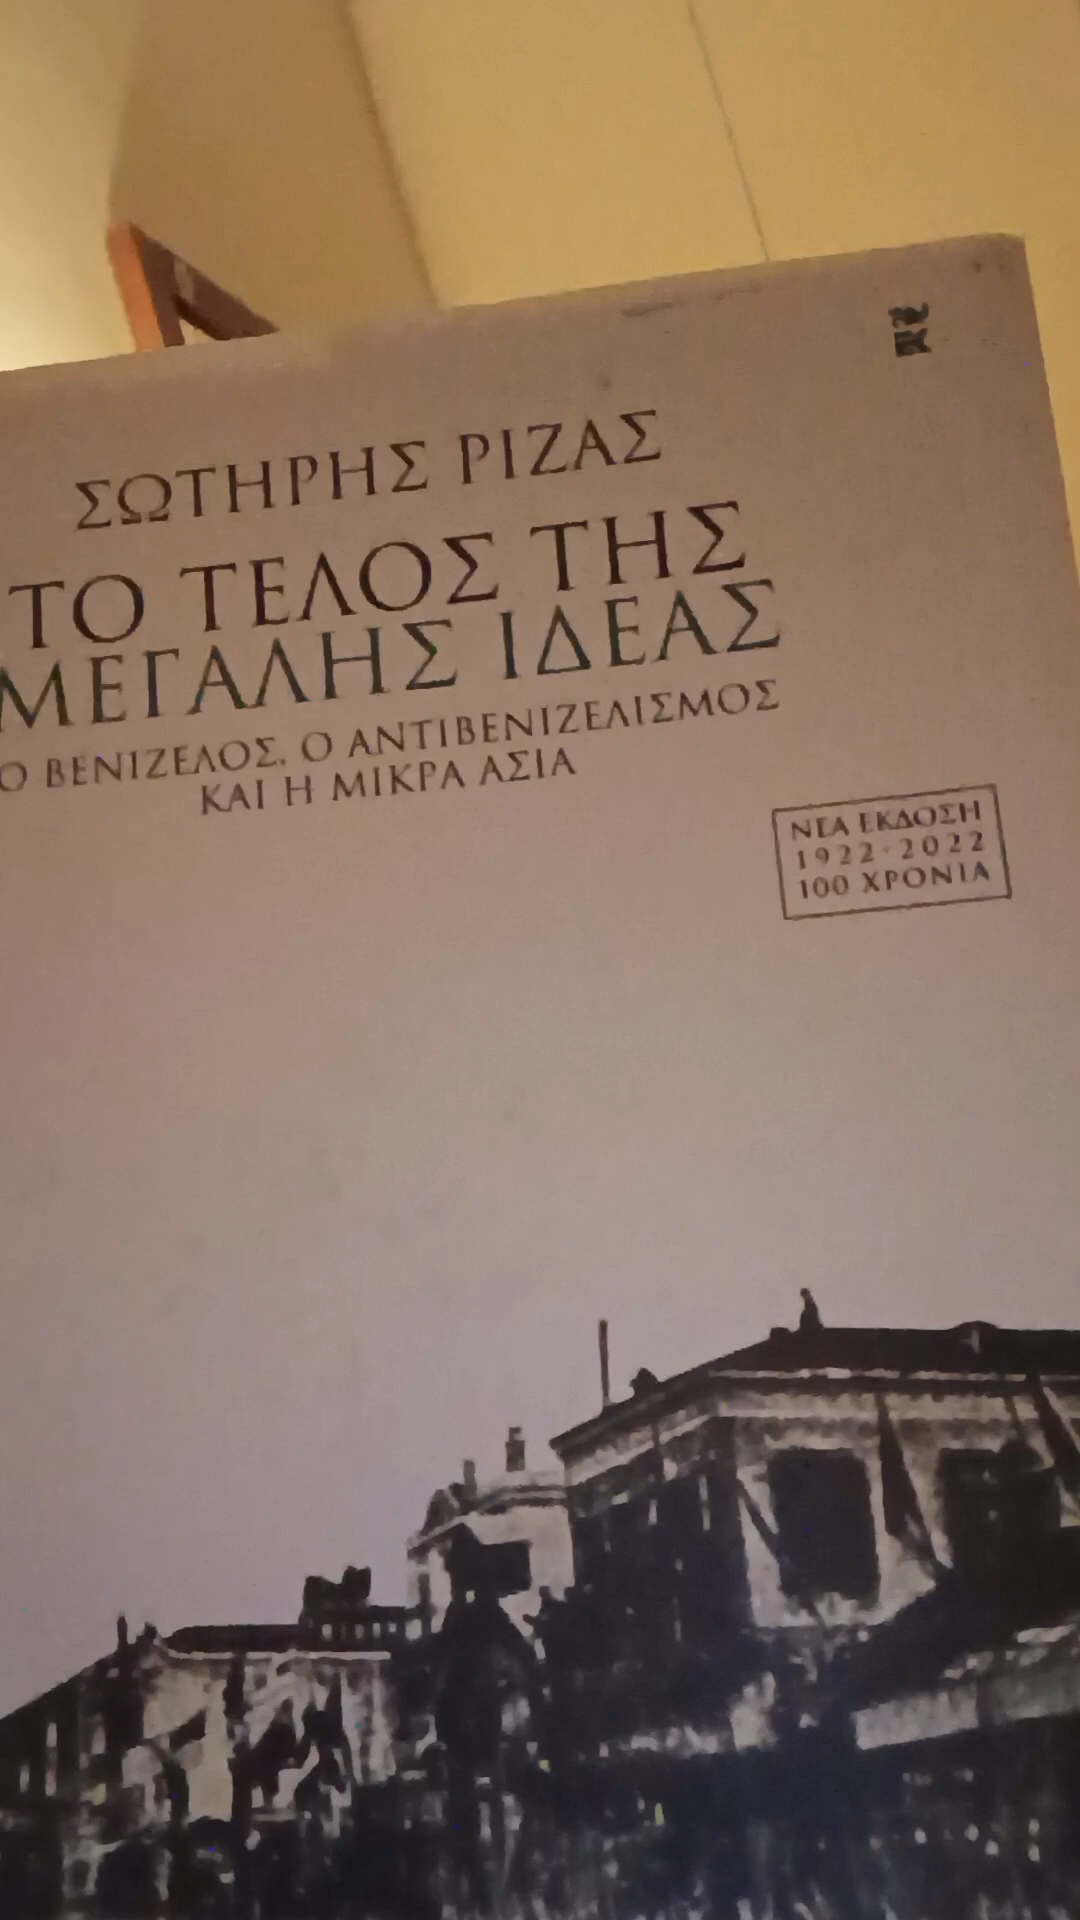 ΣΩΤΗΡΗΣ ΡΙΖΑΣ
ΤΟ ΤΕΛΟΣ ΤΗΣ
ΜΕΓΑΛΗΣ ΙΔΕΑΣ
Ο ΒΕΝΙΖΕΛΟΣ, Ο ΑΝΤΙΒΕΝΙΖΕΛΙΣΜΟΣ
ΚΑΙ Η ΜΙΚΡΑ ΑΣΙΑ
ΝΕΑ ΕΚΔΟΣΗ
1922-2022
100 ΧΡΟΝΙΑ